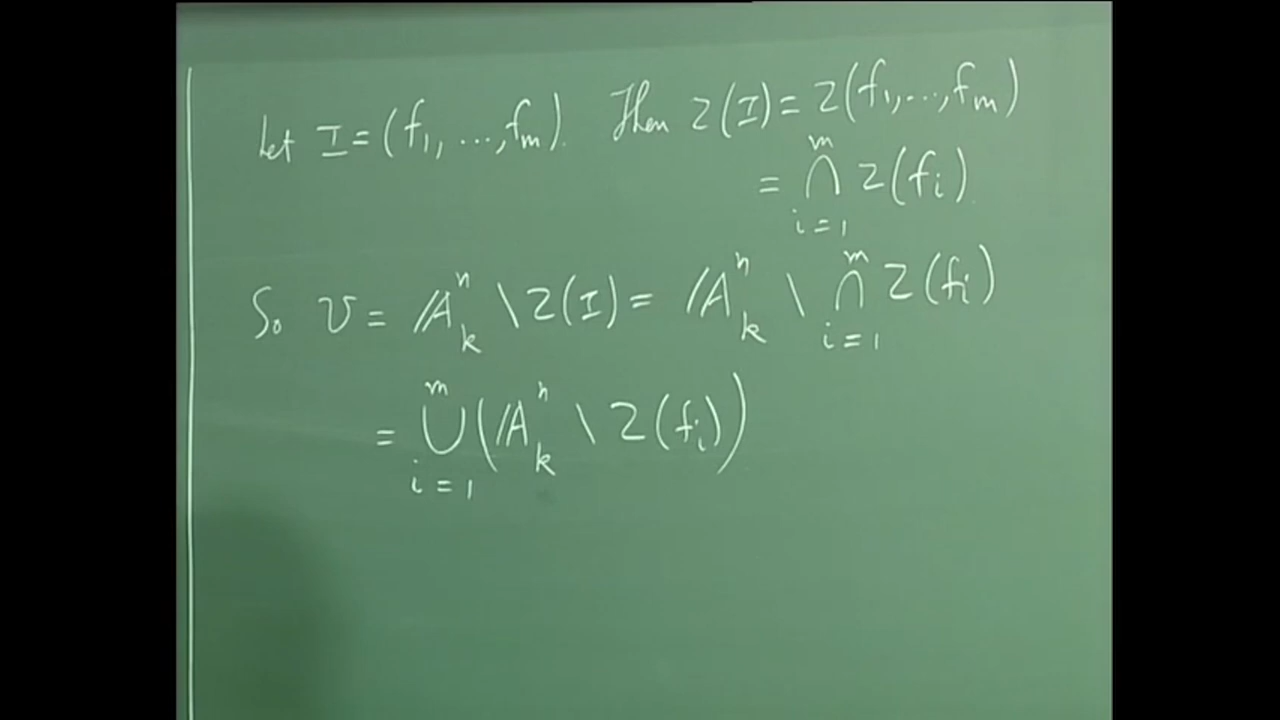 Let I = (f₁, ..., fₘ). Then Z(I) = Z(f₁, ..., fₘ)
= ⋂ᵢ₌₁ᵐ Z(fᵢ).
So U = 𝔸ₖⁿ \ Z(I) = 𝔸ₖⁿ \ ⋂ᵢ₌₁ᵐ Z(fᵢ)
= ⋃ᵢ₌₁ᵐ (𝔸ₖⁿ \ Z(fᵢ))